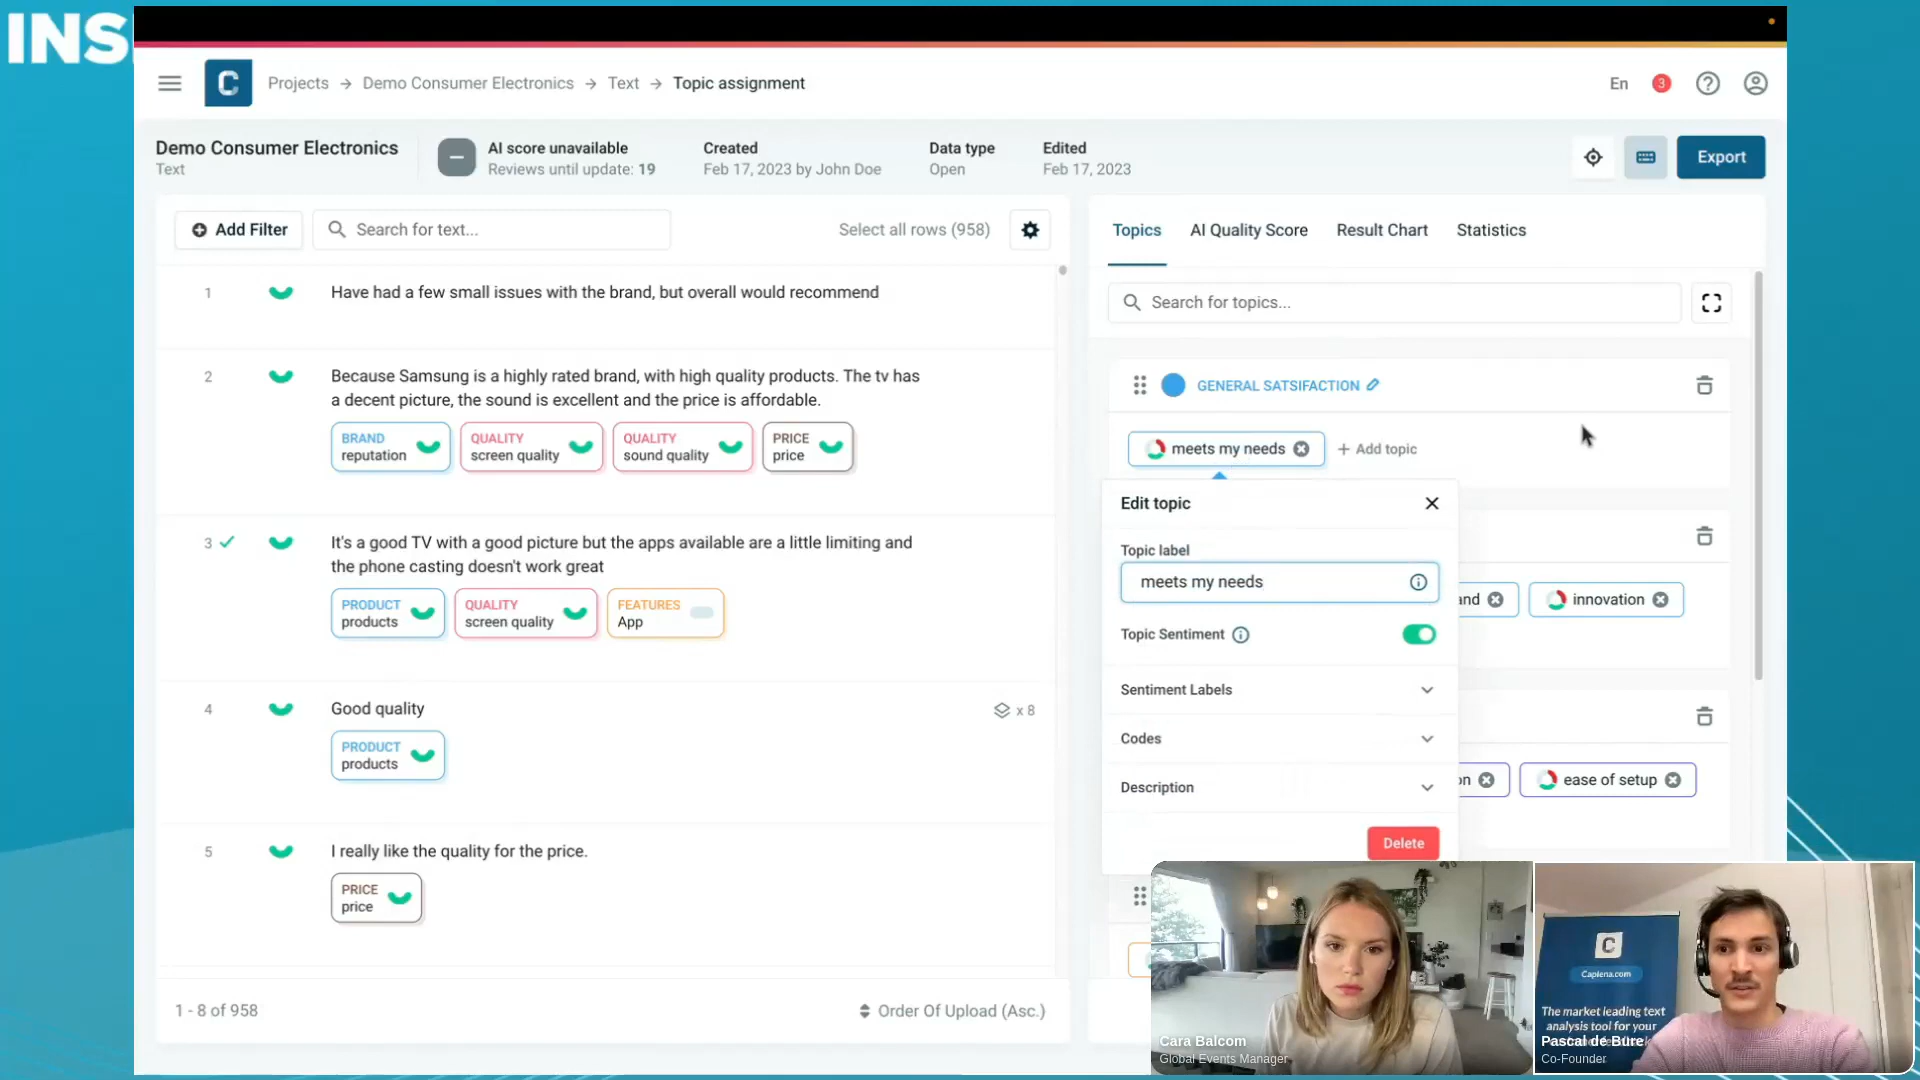 INS
C
Projects → Demo Consumer Electronics → Text → Topic assignment
En
3
Demo Consumer Electronics
Text
AI score unavailable
Reviews until update: 19
Created
Feb 17, 2023 by John Doe
Data type
Open
Edited
Feb 17, 2023
Export
Add Filter
Search for text...
Select all rows (958)
1
Have had a few small issues with the brand, but overall would recommend
2
Because Samsung is a highly rated brand, with high quality products. The tv has
a decent picture, the sound is excellent and the price is affordable.
BRAND
reputation
QUALITY
screen quality
QUALITY
sound quality
PRICE
price
3
It's a good TV with a good picture but the apps available are a little limiting and
the phone casting doesn't work great
PRODUCT
products
QUALITY
screen quality
FEATURES
App
4
Good quality
x 8
PRODUCT
products
5
I really like the quality for the price.
PRICE
price
1 - 8 of 958
Order Of Upload (Asc.)
Topics
AI Quality Score
Result Chart
Statistics
Search for topics...
GENERAL SATSIFACTION
meets my needs
+ Add topic
Edit topic
Topic label
meets my needs
Topic Sentiment
Sentiment Labels
Codes
Description
Delete
and
innovation
on
ease of setup
Cara Balcom
Global Events Manager
C
Caplena.com
The market leading text
analysis tool for your
Pascal de Buren
Co-Founder